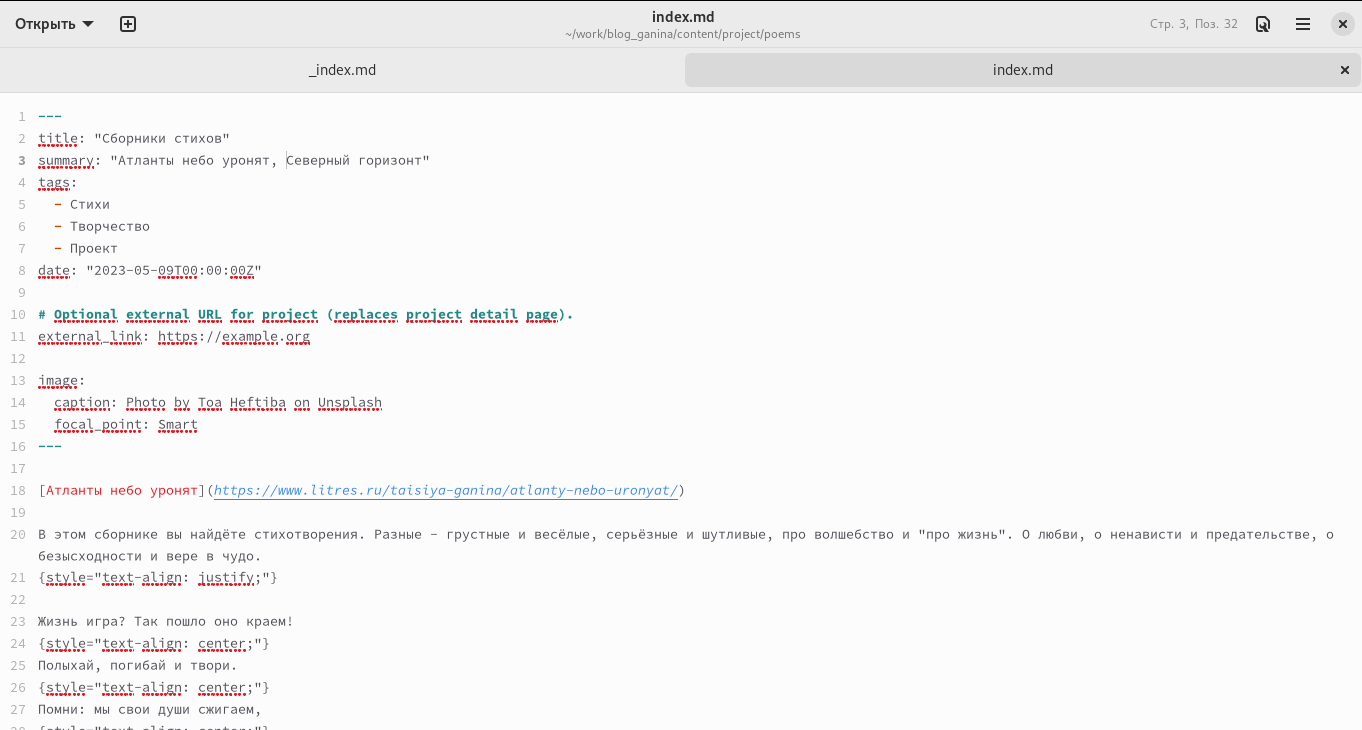 Открыть
index.md
~/work/blog_ganina/content/project/poems
Стр. 3, Поз. 32
_index.md
index.md
1 ---
2 title: "Сборники стихов"
3 summary: "Атланты небо уронят, Северный горизонт"
4 tags:
5 - Стихи
6 - Творчество
7 - Проект
8 date: "2023-05-09T00:00:00Z"
9
10 # Optional external URL for project (replaces project detail page).
11 external_link: https://example.org
12
13 image:
14 caption: Photo by Toa Heftiba on Unsplash
15 focal_point: Smart
16 ---
17
18 [Атланты небо уронят](https://www.litres.ru/taisiya-ganina/atlanty-nebo-uronyat/)
19
20 В этом сборнике вы найдёте стихотворения. Разные - грустные и весёлые, серьёзные и шутливые, про волшебство и "про жизнь". О любви, о ненависти и предательстве, о
безысходности и вере в чудо.
21 {style="text-align: justify;"}
22
23 Жизнь игра? Так пошло оно краем!
24 {style="text-align: center;"}
25 Полыхай, погибай и твори.
26 {style="text-align: center;"}
27 Помни: мы свои души сжигаем,
28 {style="text-align: center;"}